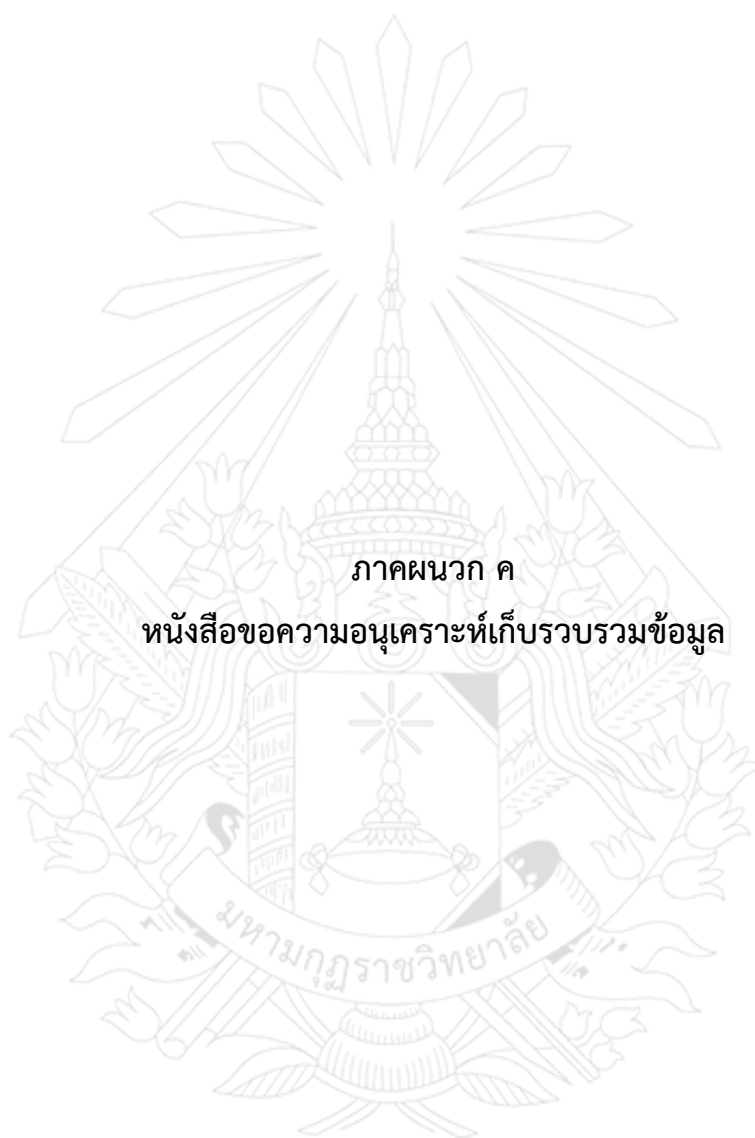 ภาคผนวก ค
หนังสือขอความอนุเคราะห์เก็บรวบรวมข้อมูล
มหามกุฏราชวิทยาลัย